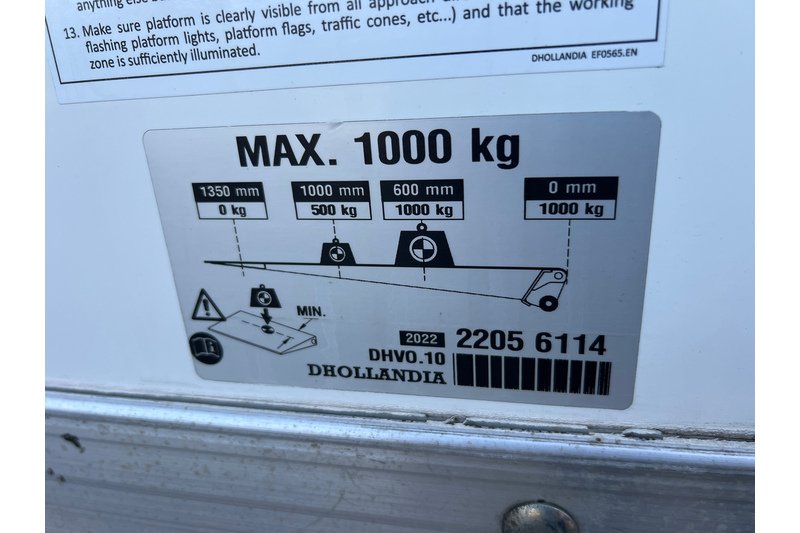 anything else
13. Make sure platform is clearly visible from all approach
flashing platform lights, platform flags, traffic cones, etc...) and that the working
zone is sufficiently illuminated.
DHOLLANDIA EF0565.EN
MAX. 1000 kg
1350 mm 1000 mm 600 mm 0 mm
0 kg 500 kg 1000 kg 1000 kg
MIN.
2022 2205 6114
DHVO.10
DHOLLANDIA